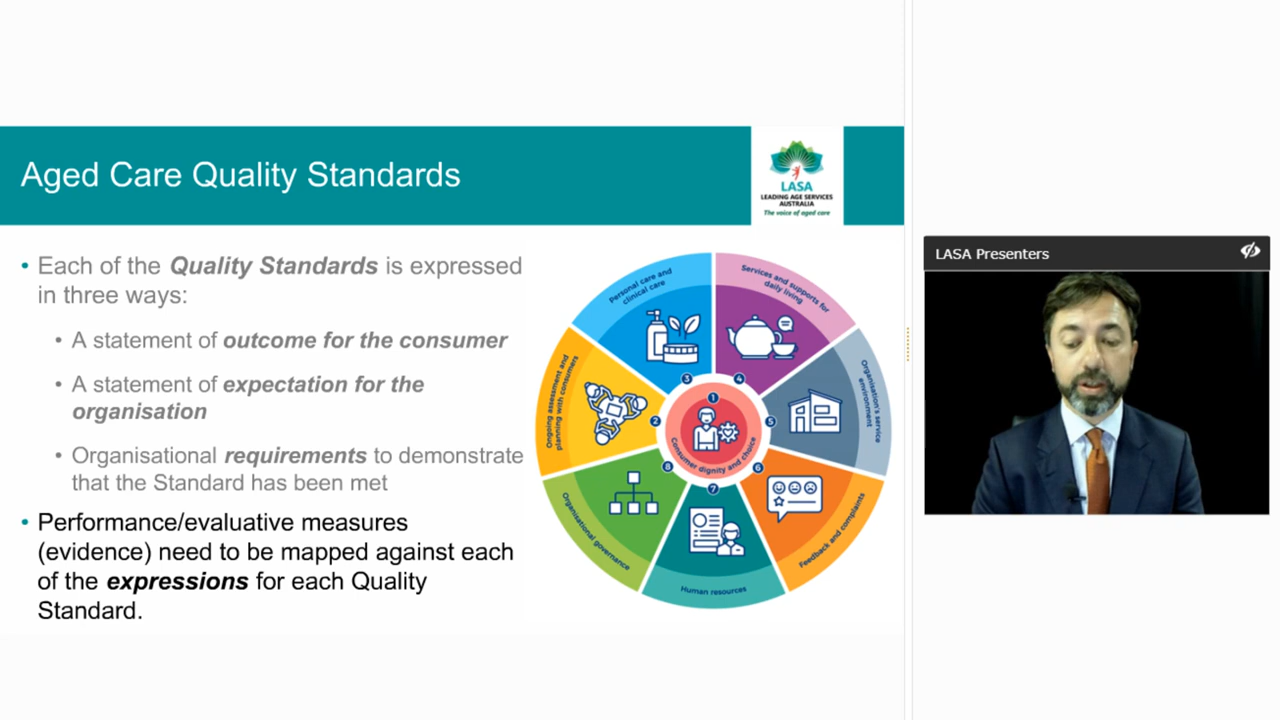 Aged Care Quality Standards
LASA
LEADING AGE SERVICES
AUSTRALIA
The voice of aged care
• Each of the Quality Standards is expressed
in three ways:
• A statement of outcome for the consumer
• A statement of expectation for the
organisation
• Organisational requirements to demonstrate
that the Standard has been met
• Performance/evaluative measures
(evidence) need to be mapped against each
of the expressions for each Quality
Standard.
Personal care and
clinical care
Services and supports for
daily living
Ongoing assessment and
planning with consumers
Organisation's service
environment
3
4
1
2
5
Consumer dignity and choice
8
6
7
Organisational governance
Feedback and complaints
Human resources
LASA Presenters